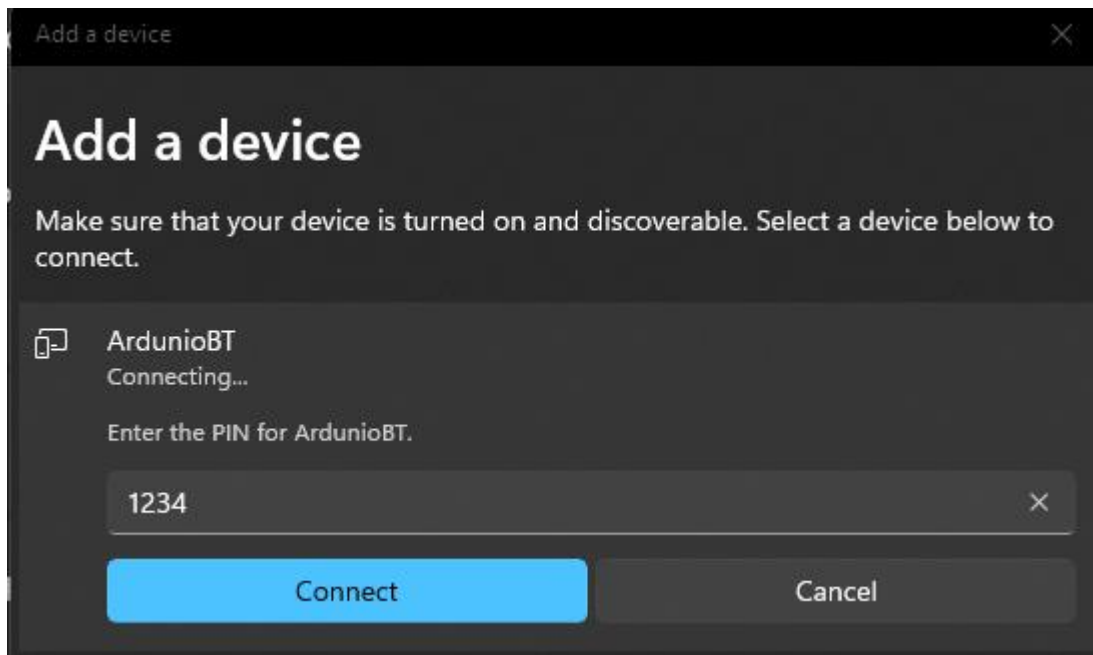 Add a device
Add a device
Make sure that your device is turned on and discoverable. Select a device below to
connect.
ArdunioBT
Connecting...
Enter the PIN for ArdunioBT.
1234
Connect
Cancel